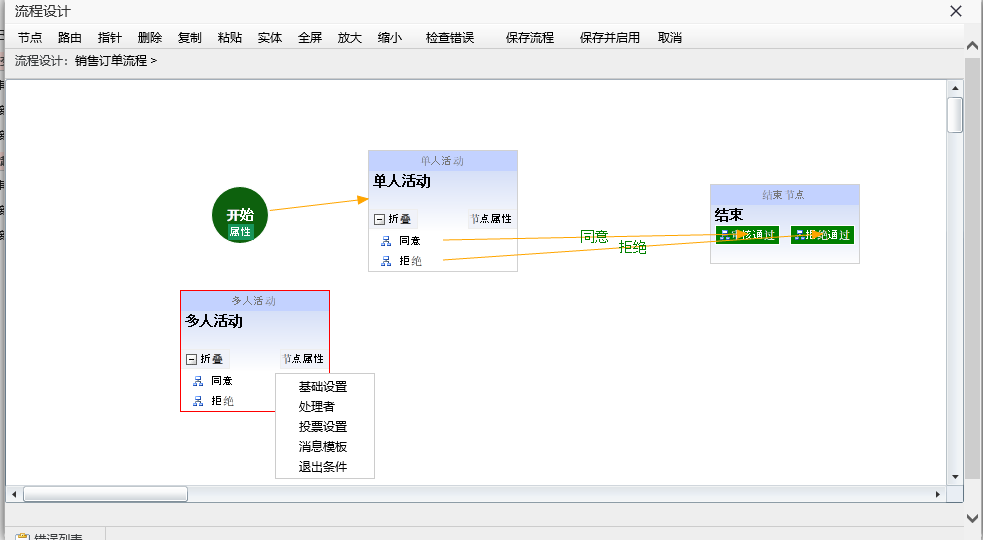 流程设计
节点 路由 指针 删除 复制 粘贴 实体 全屏 放大 缩小 检查错误 保存流程 保存并启用 取消
流程设计：销售订单流程 >
单人活动
单人活动
折叠 节点属性
同意
拒绝
开始
属性
同意
拒绝
结束 节点
结束
审核通过 拒绝通过
多人活动
多人活动
折叠 节点属性
同意
拒绝
基础设置
处理者
投票设置
消息模板
退出条件
错误列表